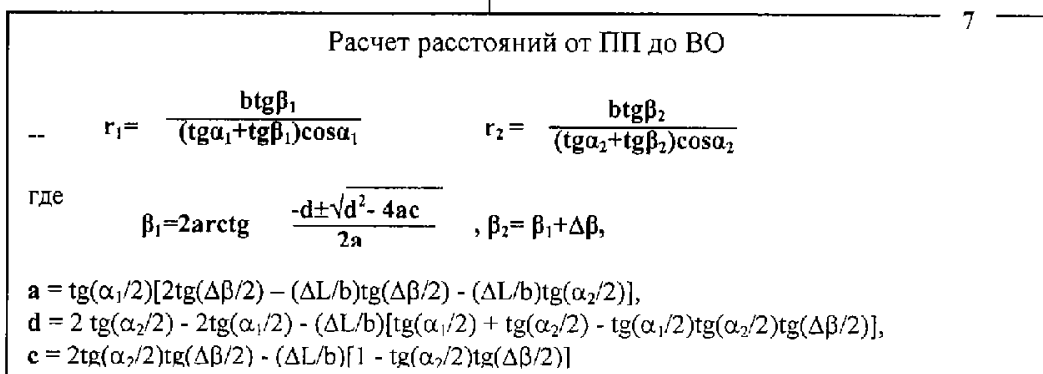 7
Расчет расстояний от ПП до ВО
-- r₁= btgβ₁ / (tgα₁+tgβ₁)cosα₁ r₂ = btgβ₂ / (tgα₂+tgβ₂)cosα₂
где
β₁=2arctg -d±√d²- 4ac / 2a , β₂= β₁+Δβ,
a = tg(α₁/2)[2tg(Δβ/2) – (ΔL/b)tg(Δβ/2) - (ΔL/b)tg(α₂/2)],
d = 2 tg(α₂/2) - 2tg(α₁/2) - (ΔL/b)[tg(α₁/2) + tg(α₂/2) - tg(α₁/2)tg(α₂/2)tg(Δβ/2)],
c = 2tg(α₂/2)tg(Δβ/2) - (ΔL/b)[1 - tg(α₂/2)tg(Δβ/2)]